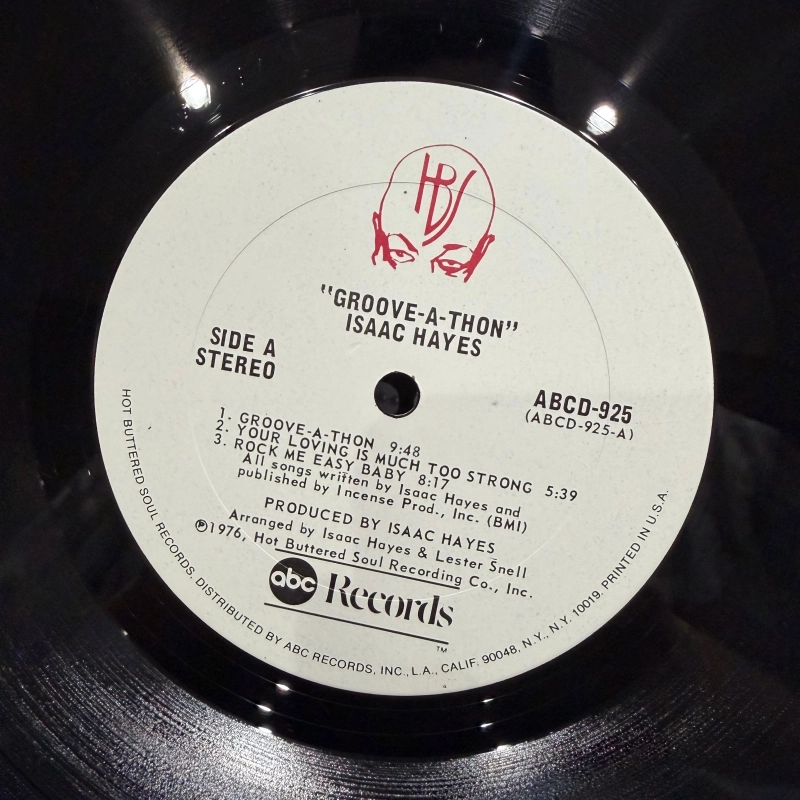 HBS
"GROOVE-A-THON"
ISAAC HAYES
SIDE A
STEREO
ABCD-925
(ABCD-925-A)
1. GROOVE-A-THON 9:48
2. YOUR LOVING IS MUCH TOO STRONG 5:39
3. ROCK ME EASY BABY 8:17
All songs written by Isaac Hayes and
published by Incense Prod., Inc. (BMI)
PRODUCED BY ISAAC HAYES
Arranged by Isaac Hayes & Lester Snell
℗1976, Hot Buttered Soul Recording Co., Inc.
abc Records
TM
HOT BUTTERED SOUL RECORDS, DISTRIBUTED BY ABC RECORDS, INC., L.A., CALIF. 90048, N.Y., N.Y. 10019. PRINTED IN U.S.A.